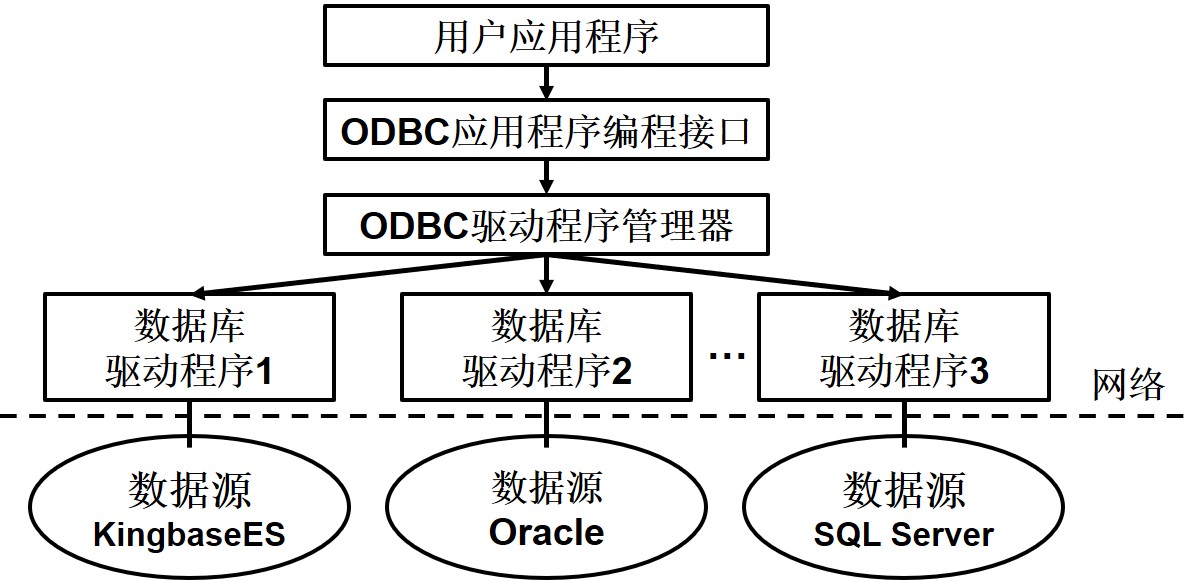 用户应用程序
ODBC应用程序编程接口
ODBC驱动程序管理器
数据库
驱动程序1
数据库
驱动程序2
...
数据库
驱动程序3
网络
数据源
KingbaseES
数据源
Oracle
数据源
SQL Server